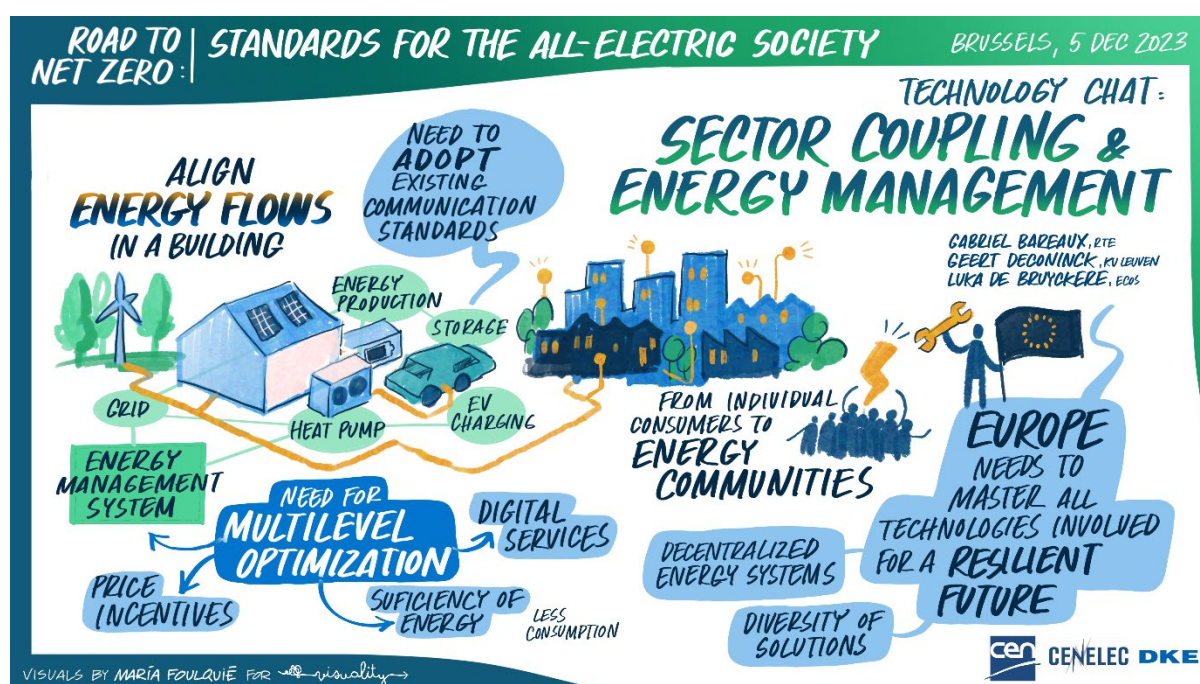 ROAD TO
NET ZERO:
STANDARDS FOR THE ALL-ELECTRIC SOCIETY
BRUSSELS, 5 DEC 2023
TECHNOLOGY CHAT:
SECTOR COUPLING &
ENERGY MANAGEMENT
GABRIEL BAREAUX, RTE
GEERT DECONINCK, KU LEUVEN
LUKA DE BRUYCKERE, ECOS
ALIGN
ENERGY FLOWS
IN A BUILDING
NEED TO
ADOPT
EXISTING
COMMUNICATION
STANDARDS
ENERGY
PRODUCTION
STORAGE
EV
CHARGING
HEAT PUMP
GRID
ENERGY
MANAGEMENT
SYSTEM
NEED FOR
MULTILEVEL
OPTIMIZATION
DIGITAL
SERVICES
PRICE
INCENTIVES
SUFICIENCY OF
ENERGY
LESS
CONSUMPTION
FROM INDIVIDUAL
CONSUMERS TO
ENERGY
COMMUNITIES
EUROPE
NEEDS TO
MASTER ALL
TECHNOLOGIES INVOLVED
FOR A RESILIENT
FUTURE
DECENTRALIZED
ENERGY SYSTEMS
DIVERSITY OF
SOLUTIONS
cen CENELEC DKE
VISUALS BY MARÍA FOULQUIÉ FOR visuality